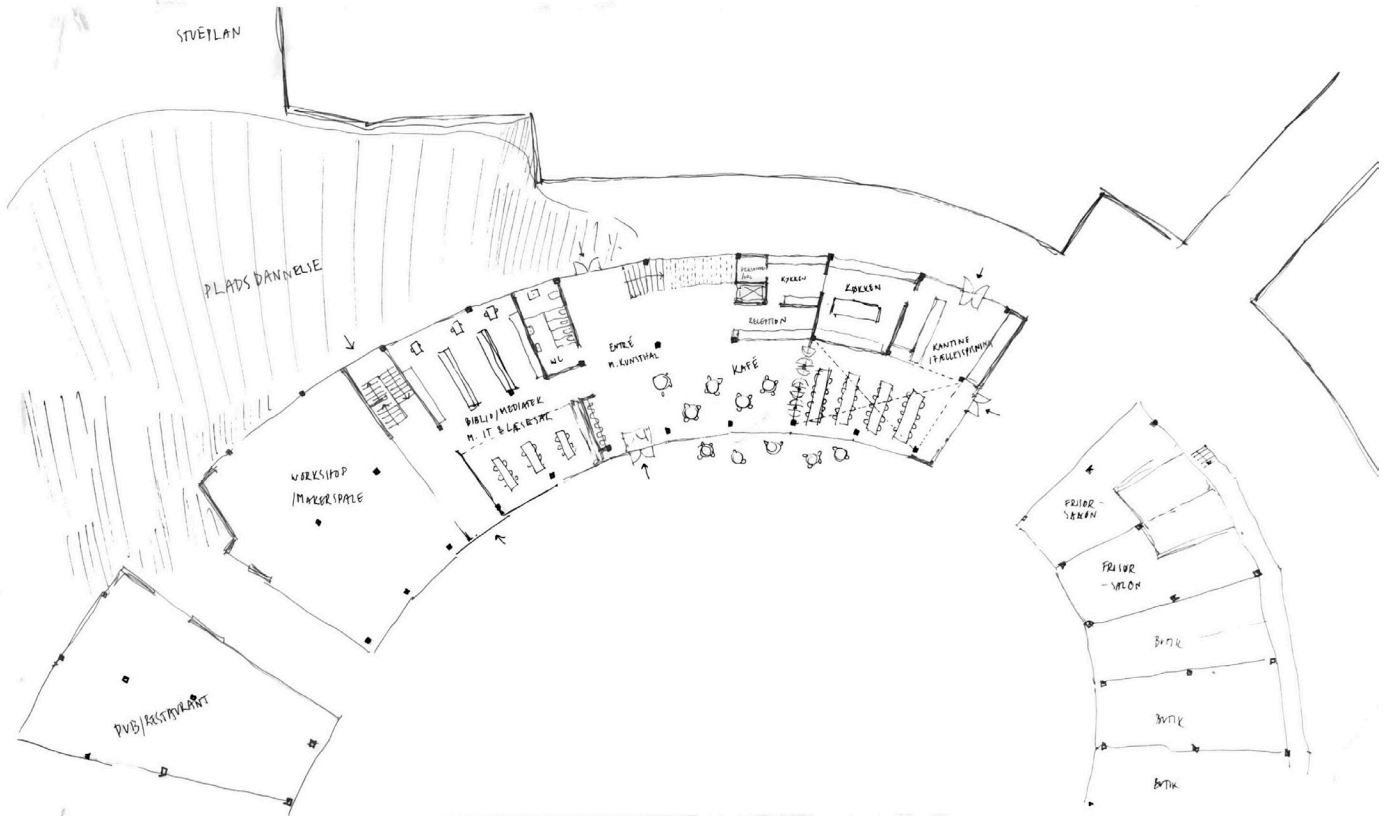 STUEPLAN
PLADSDANNELSE
PERSONALE
KØKKEN
KØKKEN
RECEPTION
KANTINE
/FÆLLESSPISNING
ENTRÉ
M. KUNSTHAL
WC
KAFÉ
BIBLIO/MEDIATEK
M. IT & LÆSESAL
WORKSHOP
/MAKERSPACE
FRISØR-
SALON
FRISØR
-SALON
BUTIK
BUTIK
BUTIK
PUB/RESTAURANT